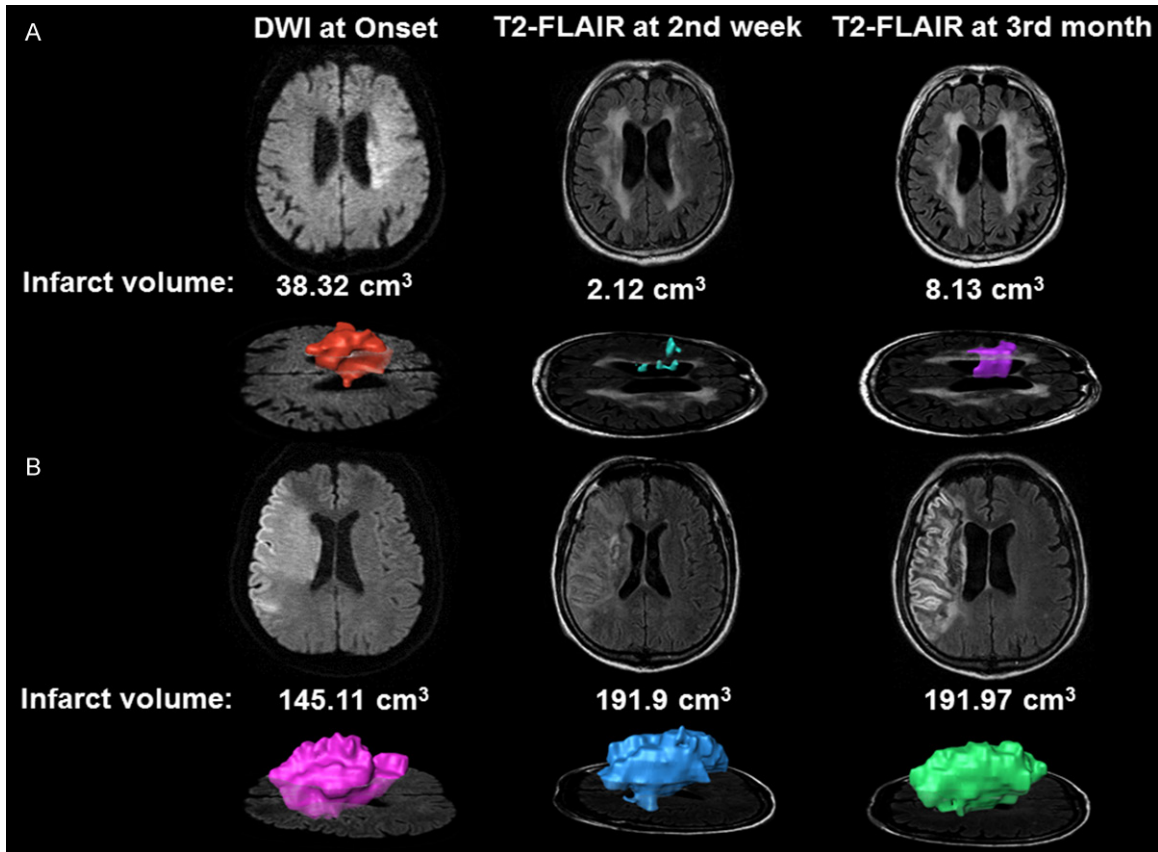 A
DWI at Onset T2-FLAIR at 2nd week T2-FLAIR at 3rd month
Infarct volume: 38.32 cm³ 2.12 cm³ 8.13 cm³
B
Infarct volume: 145.11 cm³ 191.9 cm³ 191.97 cm³